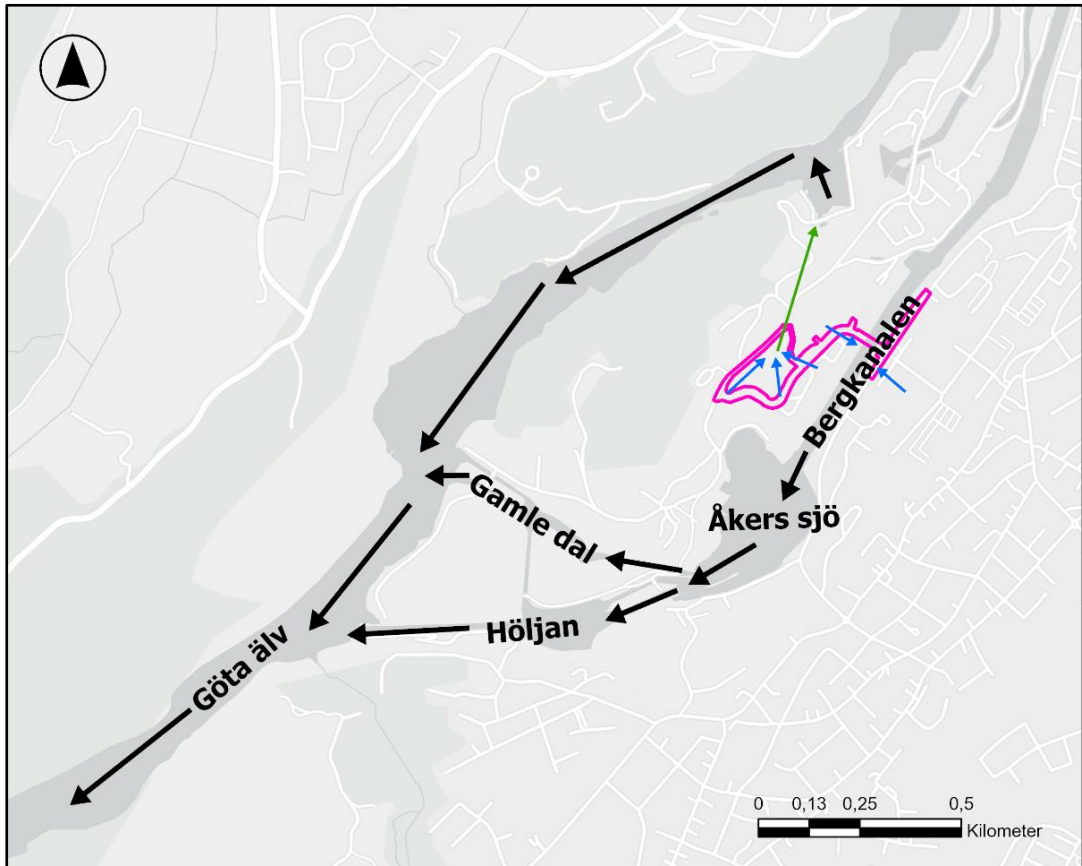 Bergkanalen
Gamle dal
Åkers sjö
Höljan
Göta älv
0 0,13 0,25 0,5
Kilometer